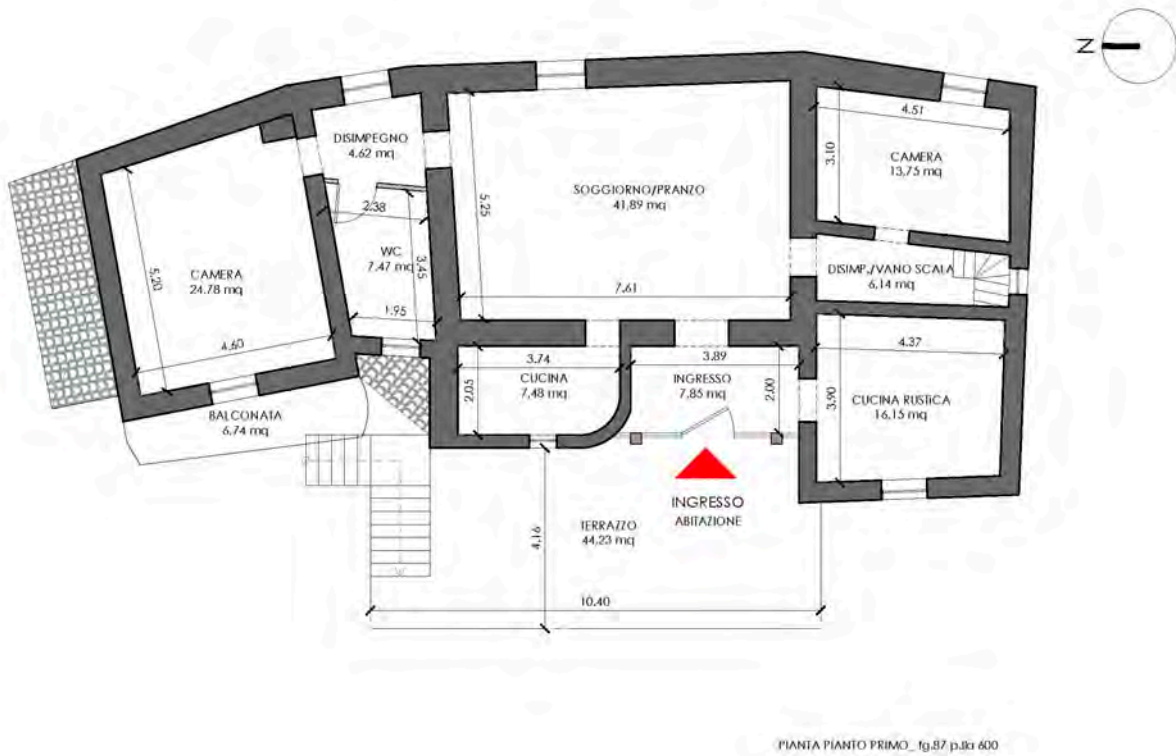 N
DISIMPEGNO
4.62 mq
4.51
3.10
CAMERA
13,75 mq
SOGGIORNO/PRANZO
41,89 mq
5.25
2.38
WC
7.47 mq
3.45
CAMERA
24.78 mq
5.20
DISIMP./VANO SCALA
6,14 mq
7.61
1.95
4.60
3.74
3.89
4.37
CUCINA
7,48 mq
2.05
INGRESSO
7,85 mq
2.00
CUCINA RUSTICA
16,15 mq
3.90
BALCONATA
6,74 mq
INGRESSO
ABITAZIONE
TERRAZZO
44,23 mq
4,16
10.40
PIANTA PIANTO PRIMO_ fg.87 p.lla 600